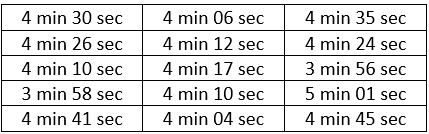 4 min 30 sec 4 min 06 sec 4 min 35 sec
4 min 26 sec 4 min 12 sec 4 min 24 sec
4 min 10 sec 4 min 17 sec 3 min 56 sec
3 min 58 sec 4 min 10 sec 5 min 01 sec
4 min 41 sec 4 min 04 sec 4 min 45 sec